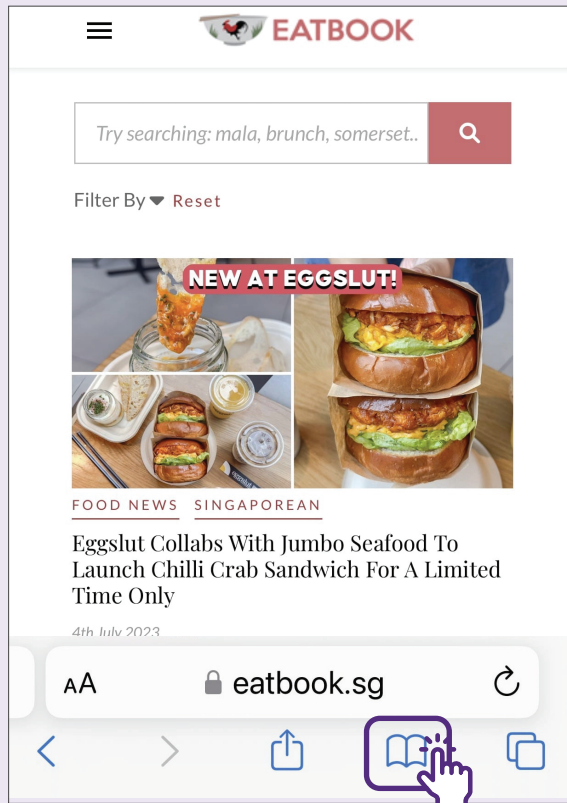 EATBOOK
Try searching: mala, brunch, somerset..
Filter By Reset
NEW AT EGGSLUT!
FOOD NEWS SINGAPOREAN
Eggslut Collabs With Jumbo Seafood To
Launch Chilli Crab Sandwich For A Limited
Time Only
4th July 2023
AA eatbook.sg